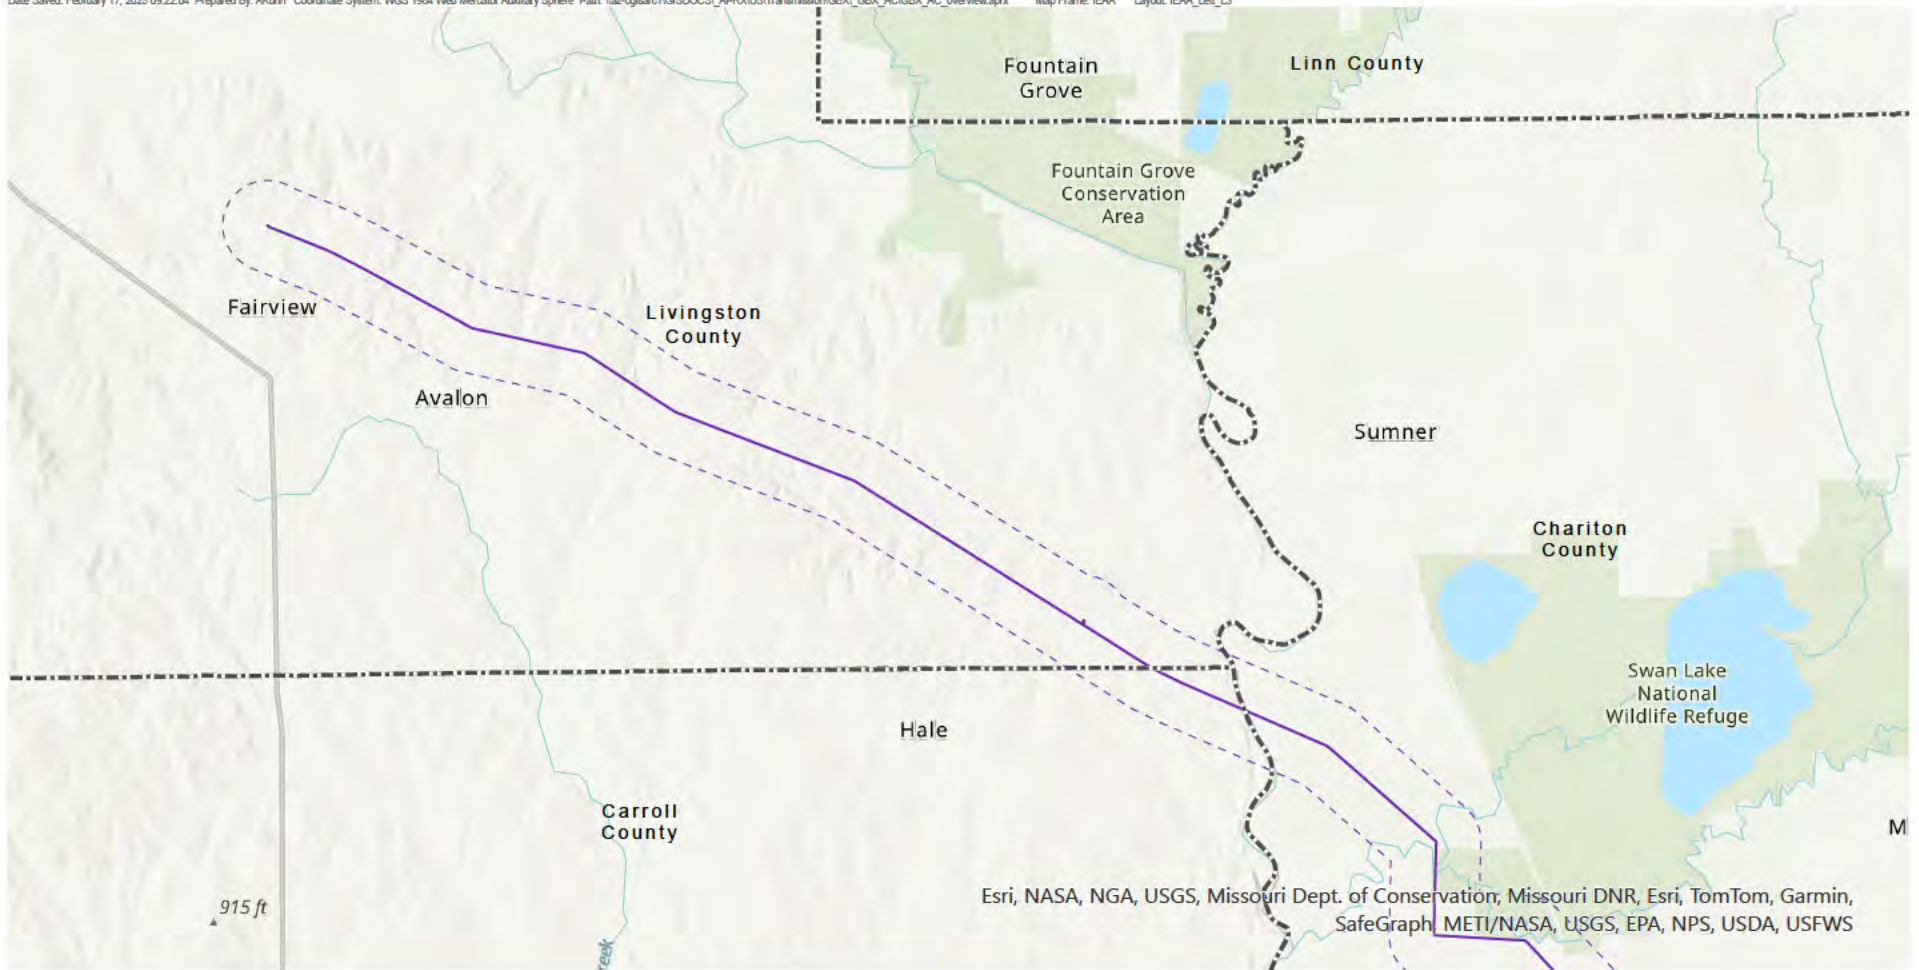 Fountain
Grove
Linn County
Fountain Grove
Conservation
Area
Fairview
Livingston
County
Avalon
Sumner
Chariton
County
Swan Lake
National
Wildlife Refuge
Hale
Carroll
County
M
915 ft
reek
Esri, NASA, NGA, USGS, Missouri Dept. of Conservation, Missouri DNR, Esri, TomTom, Garmin,
SafeGraph, METI/NASA, USGS, EPA, NPS, USDA, USFWS